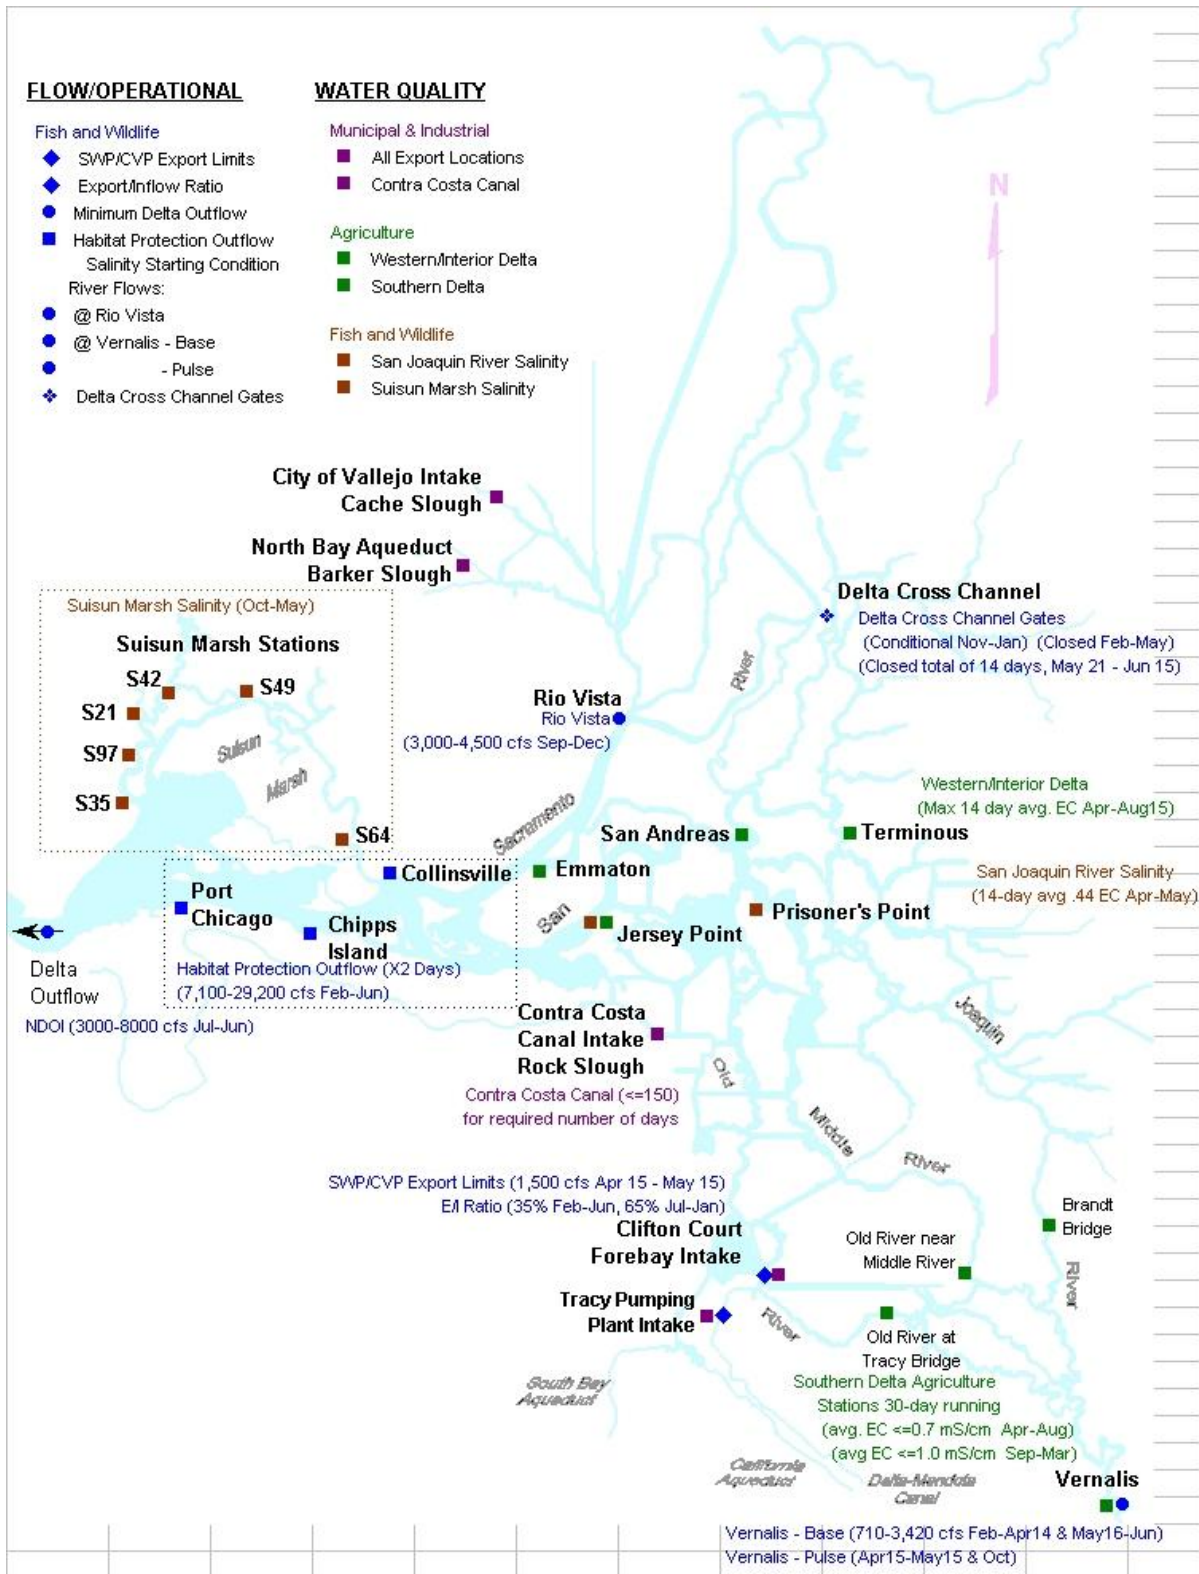 FLOW/OPERATIONAL
Fish and Wildlife
SWP/CVP Export Limits
Export/Inflow Ratio
Minimum Delta Outflow
Habitat Protection Outflow
Salinity Starting Condition
River Flows:
@ Rio Vista
@ Vernalis - Base
- Pulse
Delta Cross Channel Gates
WATER QUALITY
Municipal & Industrial
All Export Locations
Contra Costa Canal
Agriculture
Western/Interior Delta
Southern Delta
Fish and Wildlife
San Joaquin River Salinity
Suisun Marsh Salinity
N
City of Vallejo Intake
Cache Slough
North Bay Aqueduct
Barker Slough
Suisun Marsh Salinity (Oct-May)
Suisun Marsh Stations
S42
S49
S21
S97
S35
S64
Suisun
Marsh
Delta Cross Channel
Delta Cross Channel Gates
(Conditional Nov-Jan) (Closed Feb-May)
(Closed total of 14 days, May 21 - Jun 15)
River
Rio Vista
Rio Vista
(3,000-4,500 cfs Sep-Dec)
Sacramento
Western/Interior Delta
(Max 14 day avg. EC Apr-Aug15)
San Andreas
Terminous
Collinsville
Emmaton
San Joaquin River Salinity
(14-day avg .44 EC Apr-May)
Port
Chicago
Chipps
Island
San
Jersey Point
Prisoner's Point
Delta
Outflow
Habitat Protection Outflow (X2 Days)
(7,100-29,200 cfs Feb-Jun)
NDOI (3000-8000 cfs Jul-Jun)
Joaquin
Contra Costa
Canal Intake
Rock Slough
Old
Contra Costa Canal (<=150)
for required number of days
Middle
River
SWP/CVP Export Limits (1,500 cfs Apr 15 - May 15)
E/I Ratio (35% Feb-Jun, 65% Jul-Jan)
Clifton Court
Forebay Intake
Brandt
Bridge
Old River near
Middle River
River
Tracy Pumping
Plant Intake
River
Old River at
Tracy Bridge
South Bay
Aqueduct
Southern Delta Agriculture
Stations 30-day running
(avg. EC <=0.7 mS/cm Apr-Aug)
(avg EC <=1.0 mS/cm Sep-Mar)
California
Aqueduct
Delta-Mendota
Canal
Vernalis
Vernalis - Base (710-3,420 cfs Feb-Apr14 & May16-Jun)
Vernalis - Pulse (Apr15-May15 & Oct)